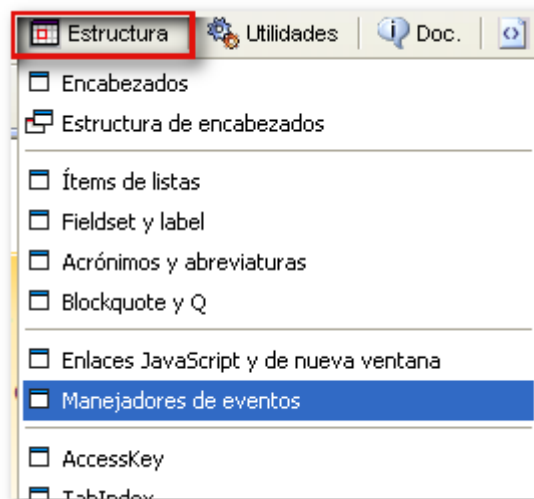 Estructura Utilidades Doc.
Encabezados
Estructura de encabezados
Ítems de listas
Fieldset y label
Acrónimos y abreviaturas
Blockquote y Q
Enlaces JavaScript y de nueva ventana
Manejadores de eventos
AccessKey
TabIndex